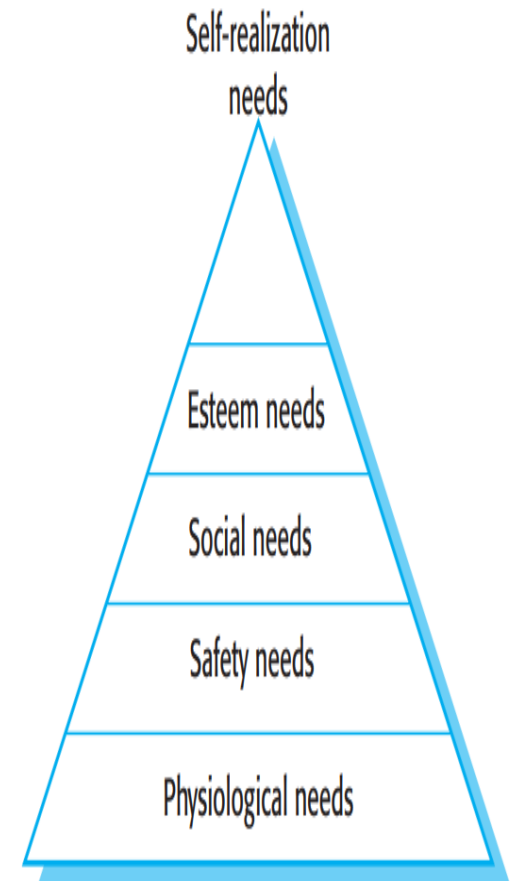 Self-realization
needs
Esteem needs
Social needs
Safety needs
Physiological needs